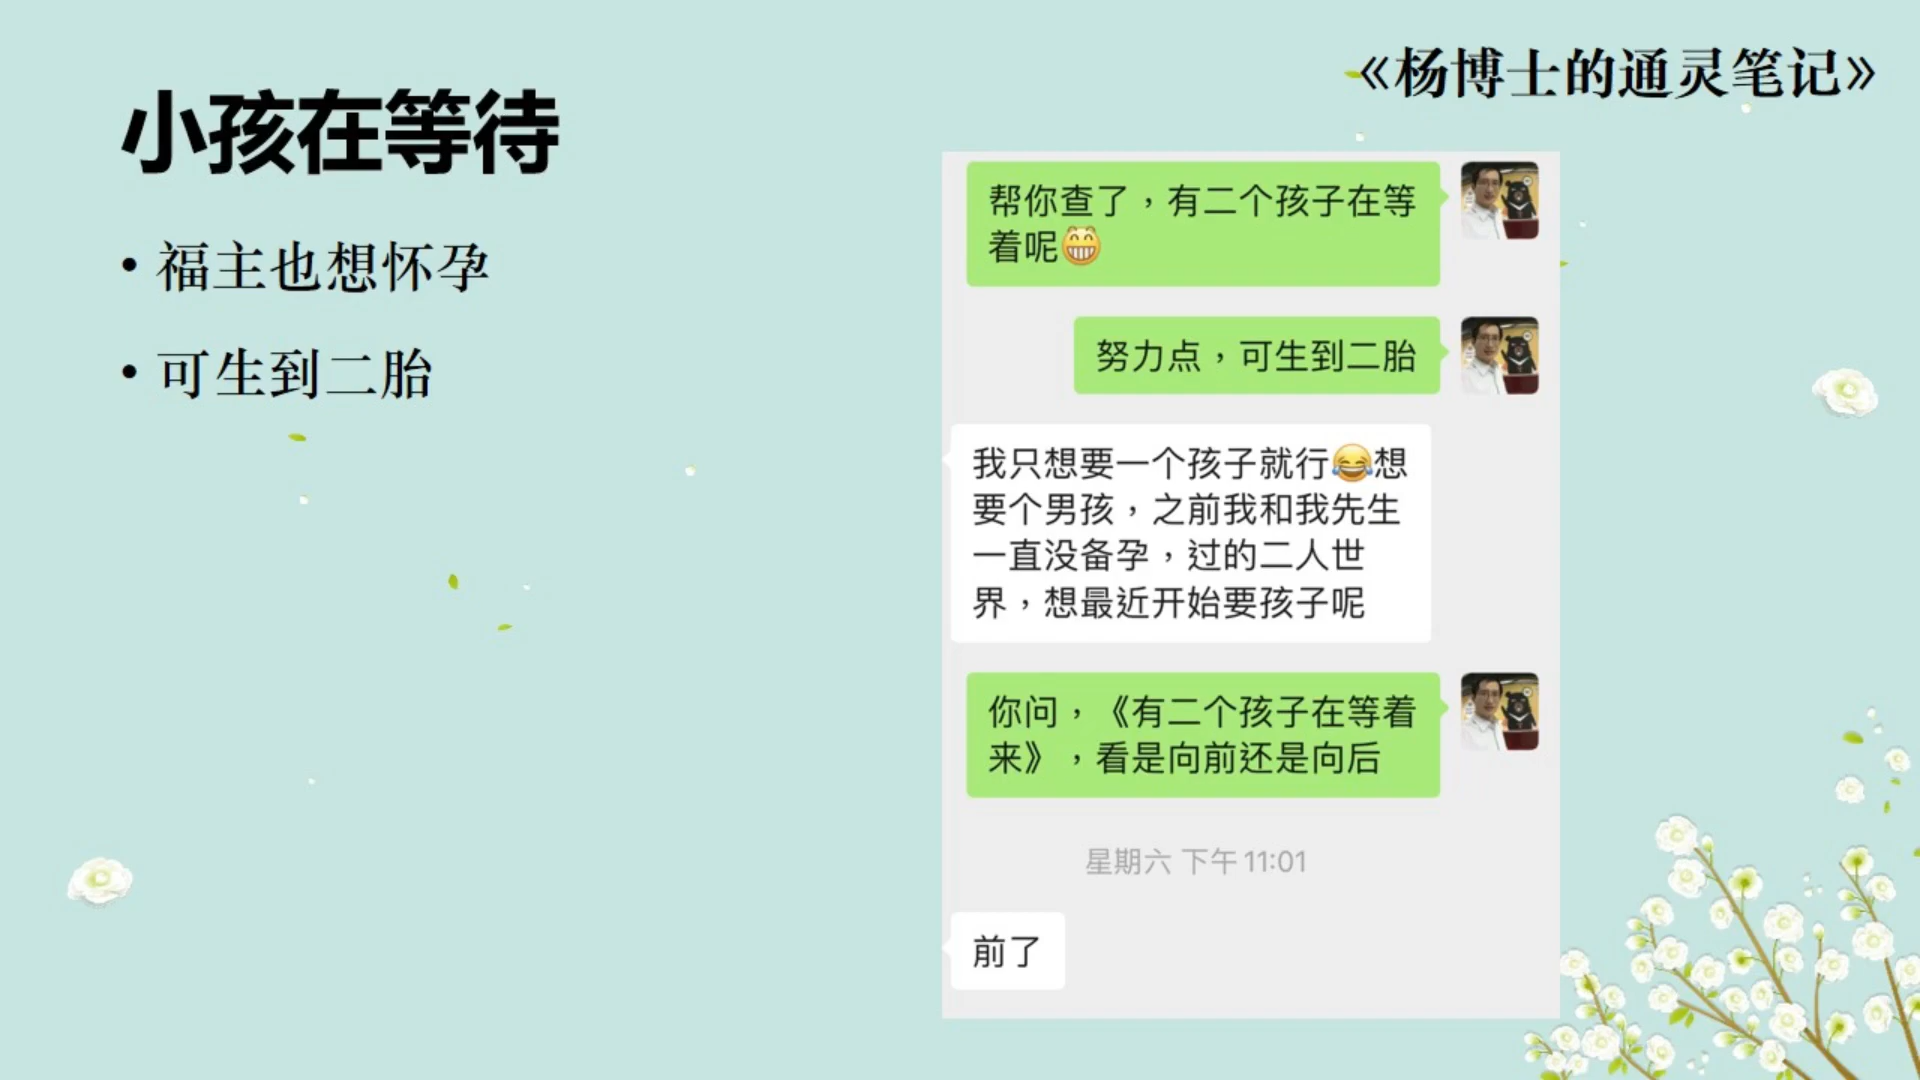 《杨博士的通灵笔记》
小孩在等待
• 福主也想怀孕
• 可生到二胎
帮你查了，有二个孩子在等
着呢😁
努力点，可生到二胎
我只想要一个孩子就行😂想
要个男孩，之前我和我先生
一直没备孕，过的二人世
界，想最近开始要孩子呢
你问，《有二个孩子在等着
来》，看是向前还是向后
星期六 下午11:01
前了